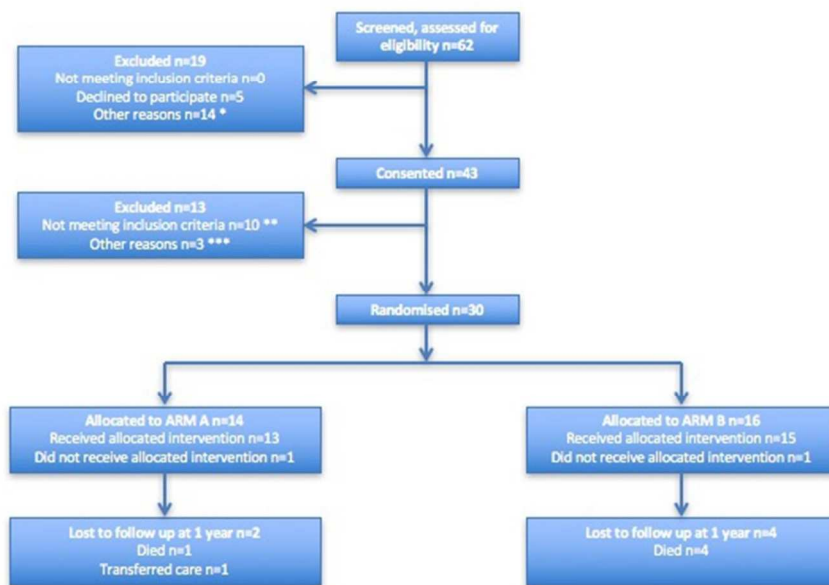 Screened, assessed for
eligibility n=62
Excluded n=19
Not meeting inclusion criteria n=0
Declined to participate n=5
Other reasons n=14 *
Consented n=43
Excluded n=13
Not meeting inclusion criteria n=10 **
Other reasons n=3 ***
Randomised n=30
Allocated to ARM A n=14
Received allocated intervention n=13
Did not receive allocated intervention n=1
Allocated to ARM B n=16
Received allocated intervention n=15
Did not receive allocated intervention n=1
Lost to follow up at 1 year n=2
Died n=1
Transferred care n=1
Lost to follow up at 1 year n=4
Died n=4